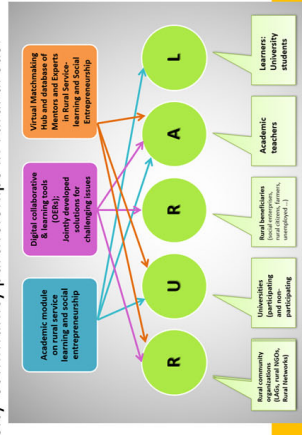 Academic module
on rural service
learning and social
entrepreneurship
Digital collaborative
& learning tools
(OERs);
Jointly developed
solutions for
challenging issues
Virtual Matchmaking
Hub and database of
Mentors and Experts
in Rural Service-
learning and Social
Entrepreneurship
R
U
R
A
L
Rural community
organizations
(LAGs, rural NGOs,
Rural Networks)
Universities
(participating
and non-
participating
Rural beneficiaries
(social enterprises,
rural citizens, farmers,
unemployed ...)
Academic
teachers
Learners:
University
students